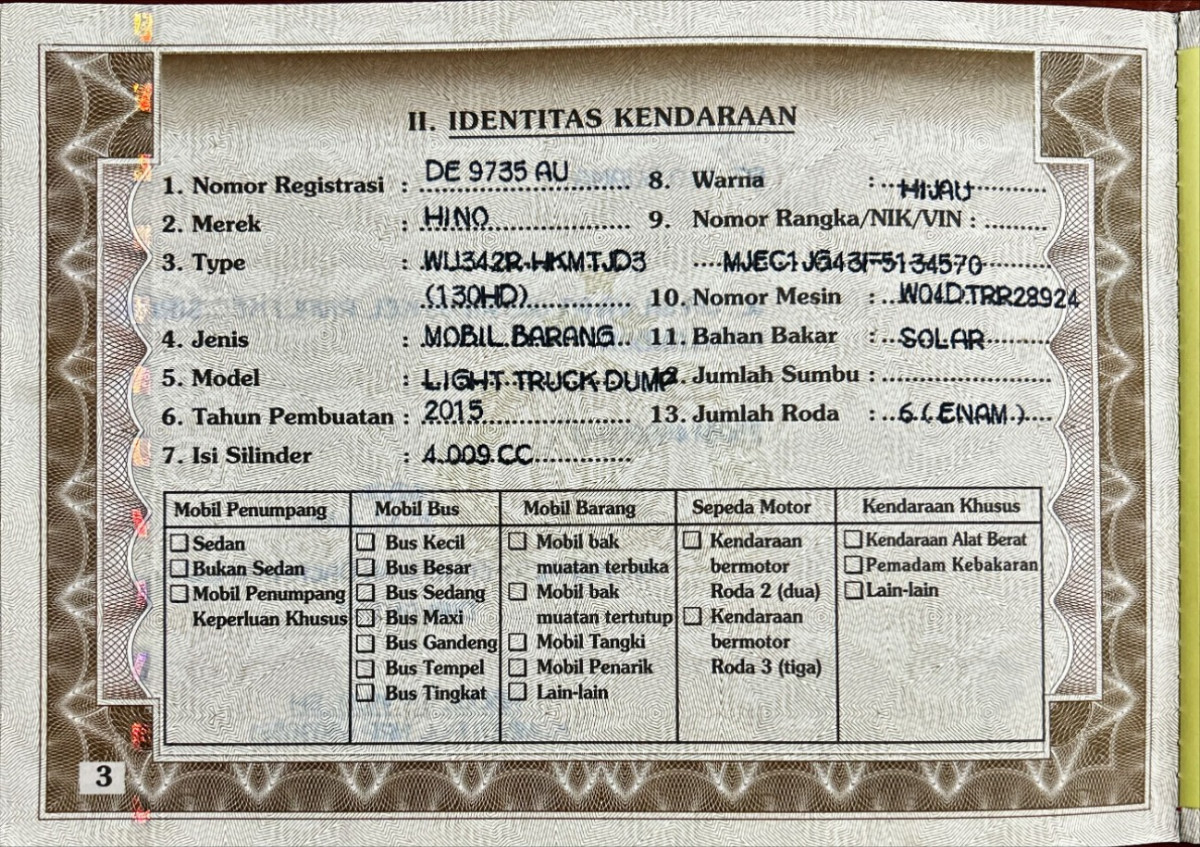 II. IDENTITAS KENDARAAN
1. Nomor Registrasi : DE 9735 AU
2. Merek : HINO
3. Type : WU342R-HKMTJD3
(130HD)
4. Jenis : MOBIL BARANG
5. Model : LIGHT TRUCK DUMP
6. Tahun Pembuatan : 2015
7. Isi Silinder : 4.009 CC
8. Warna : HIJAU
9. Nomor Rangka/NIK/VIN :
MJEC1JG43F5134570
10. Nomor Mesin : W04DTRR28924
11. Bahan Bakar : SOLAR
12. Jumlah Sumbu :
13. Jumlah Roda : 6 (ENAM)
Mobil Penumpang
Sedan
Bukan Sedan
Mobil Penumpang
Keperluan Khusus
Mobil Bus
Bus Kecil
Bus Besar
Bus Sedang
Bus Maxi
Bus Gandeng
Bus Tempel
Bus Tingkat
Mobil Barang
Mobil bak
muatan terbuka
Mobil bak
muatan tertutup
Mobil Tangki
Mobil Penarik
Lain-lain
Sepeda Motor
Kendaraan
bermotor
Roda 2 (dua)
Kendaraan
bermotor
Roda 3 (tiga)
Kendaraan Khusus
Kendaraan Alat Berat
Pemadam Kebakaran
Lain-lain
3